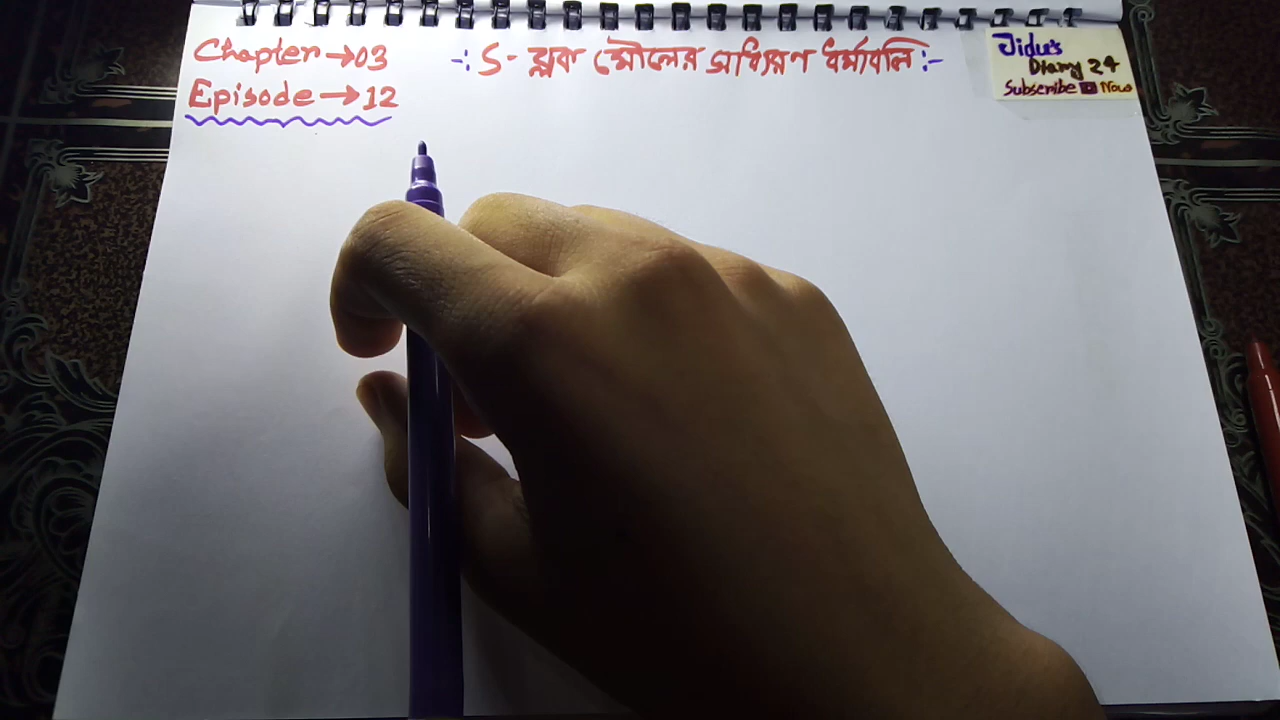 Chapter→03
-: S- ব্লক মৌলের সাধারণ ধর্মাবলি :-
Episode→12
Jidu's
Diary 24
Subscribe Now